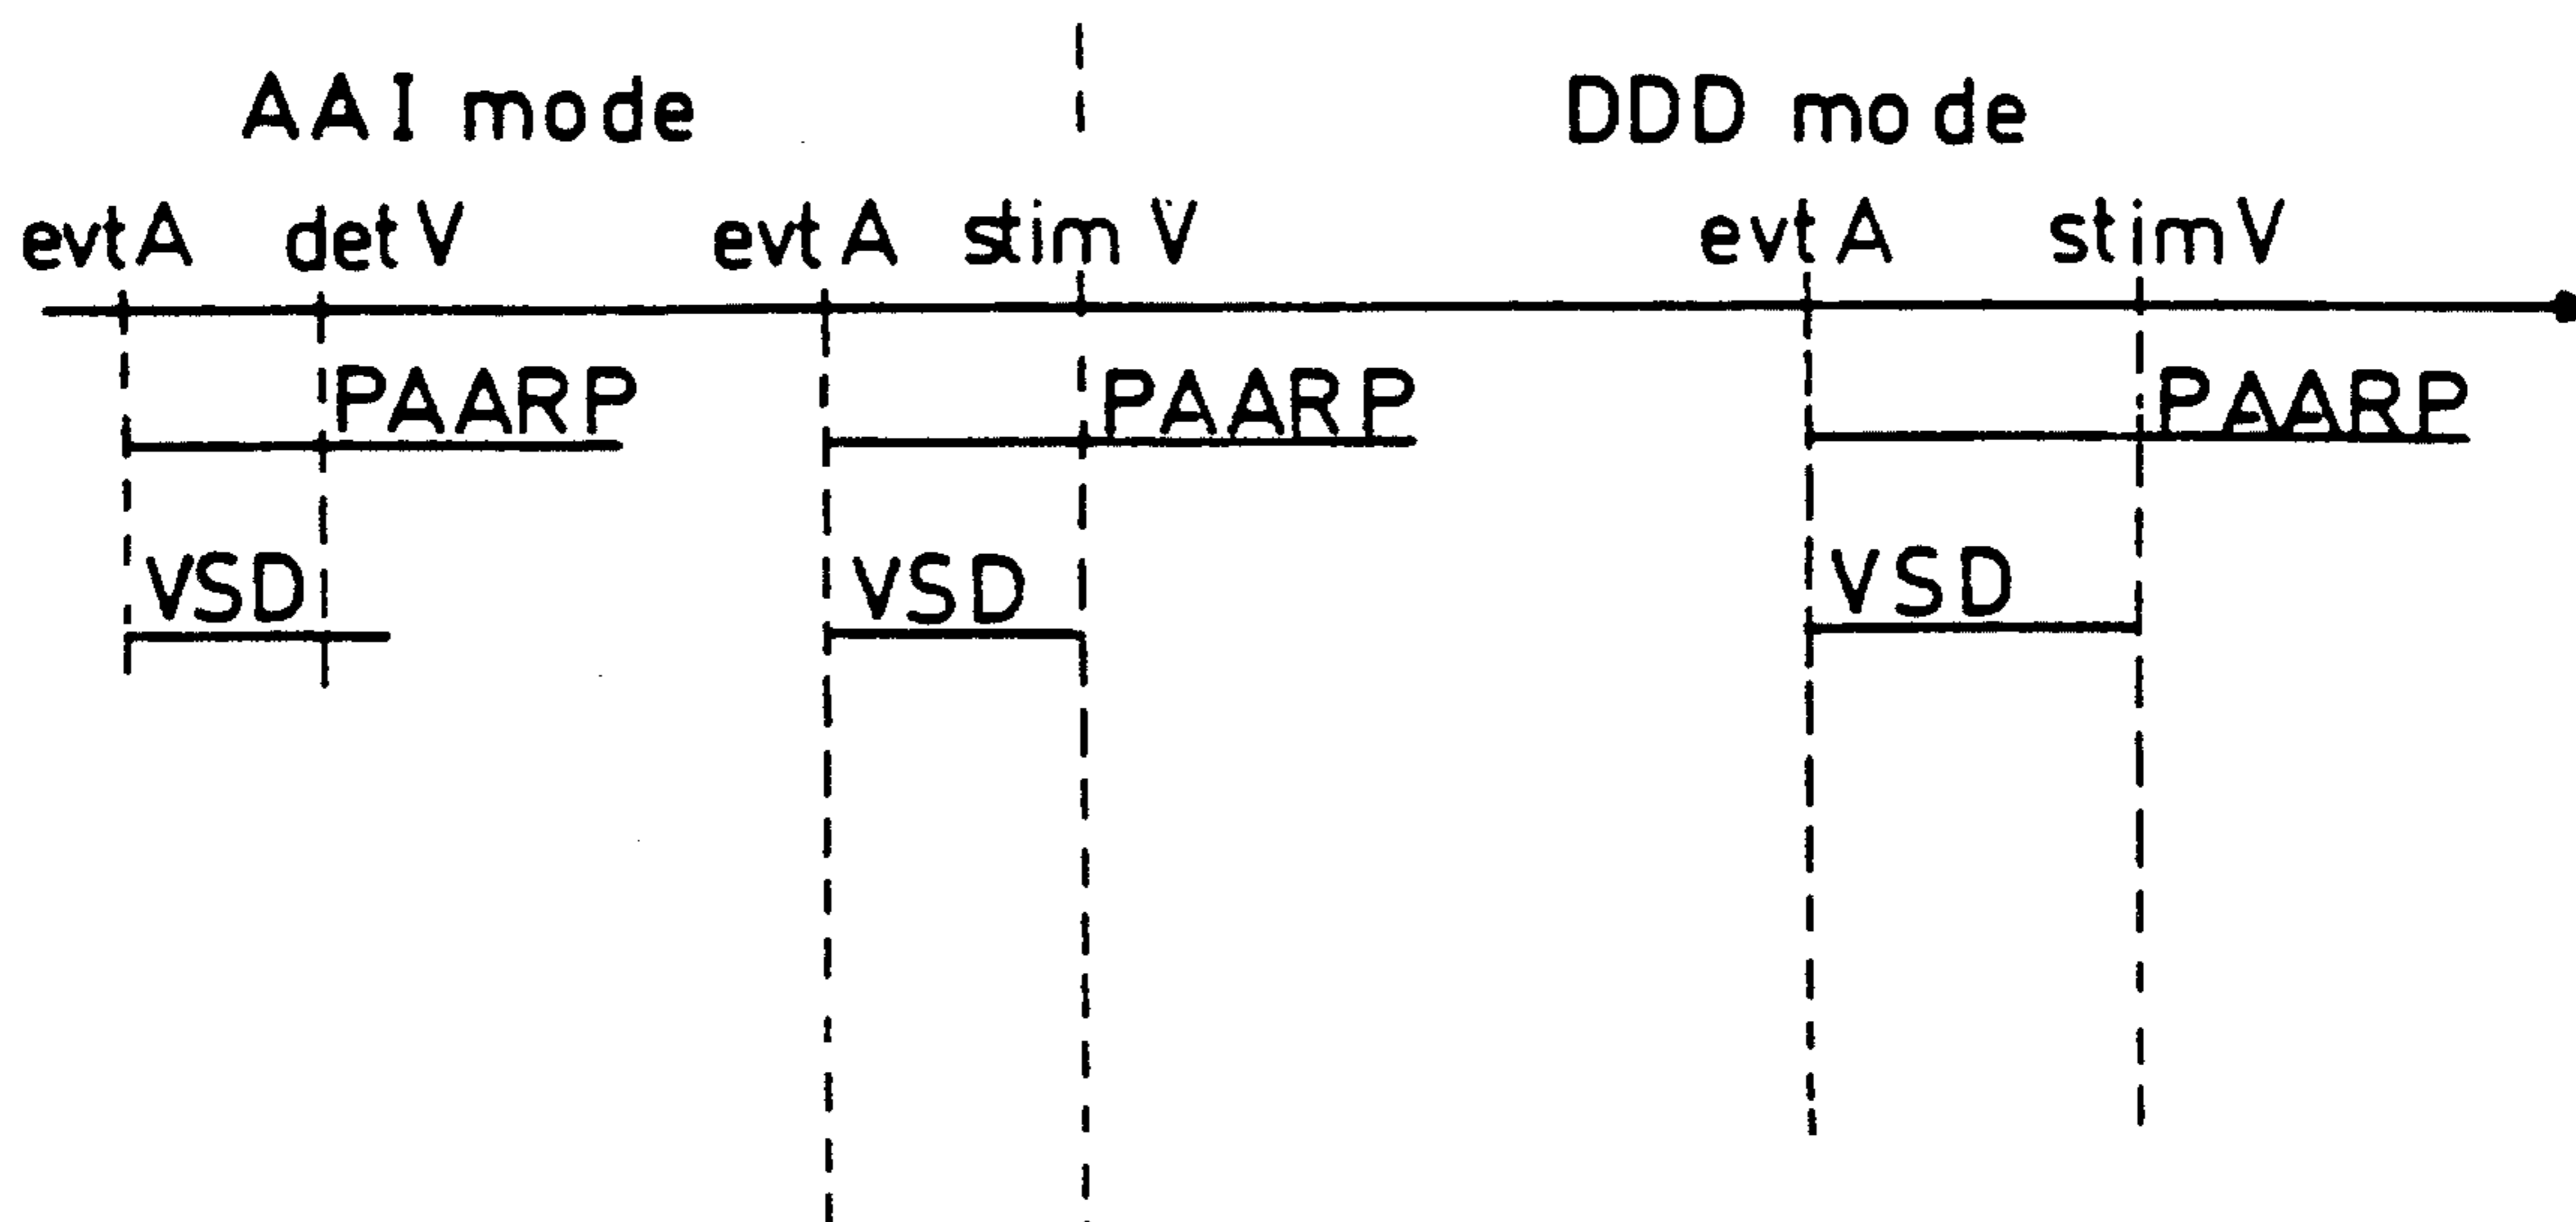 AAI mode DDD mode
evtA detV evtA stimV evtA stimV
PAARP PAARP PAARP
VSD VSD VSD